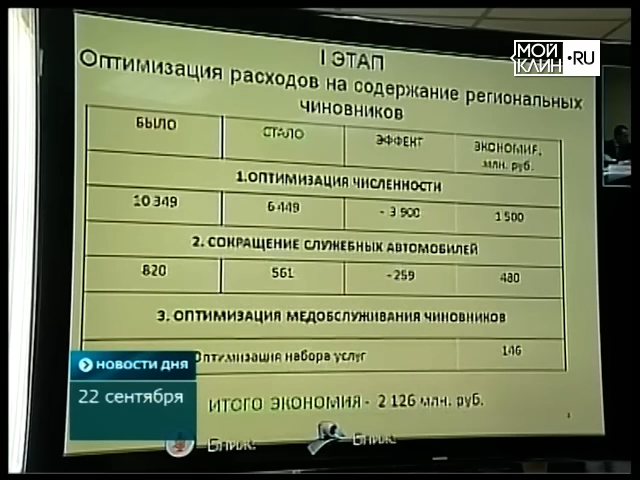 МОЙ
КЛИН .RU
I ЭТАП
Оптимизация расходов на содержание региональных
чиновников
БЫЛО СТАЛО ЭФФЕКТ ЭКОНОМИЯ,
млн. руб.
1.ОПТИМИЗАЦИЯ ЧИСЛЕННОСТИ
10 349 6 449 - 3 900 1 500
2. СОКРАЩЕНИЕ СЛУЖЕБНЫХ АВТОМОБИЛЕЙ
820 561 -259 480
3. ОПТИМИЗАЦИЯ МЕДОБСЛУЖИВАНИЯ ЧИНОВНИКОВ
Оптимизация набора услуг 146
НОВОСТИ ДНЯ
22 сентября
ИТОГО ЭКОНОМИЯ - 2 126 млн. руб.